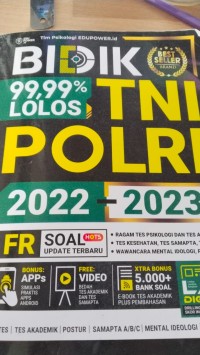 Tim Psikologi EDUPOWER.id
BIDIK
BEST
SELLER
99,99%
LOLOS
TNI
POLRI
2022-2023
FR SOAL HOTS
UPDATE TERBARU
• RAGAM TES PSIKOLOGI DAN TES A
• TES KESEHATAN, TES SAMAPTA,
• WAWANCARA MENTAL IDEOLOGI,
BONUS:
APPs
SIMULASI
PRAKTIS
APPS
ANDROID
FREE:
VIDEO
BEDAH
TES AKADEMIK
DAN TES
SAMAPTA
XTRA BONUS
5.000+
BANK SOAL
E-BOOK TES AKADEMIK
PLUS PEMBAHASAN
TES | TES AKADEMIK | POSTUR | SAMAPTA A/B/C | MENTAL IDEOLOGI